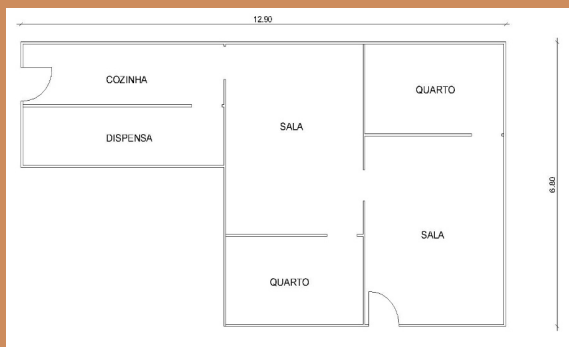 12.90
COZINHA
QUARTO
SALA
DISPENSA
6.80
SALA
QUARTO